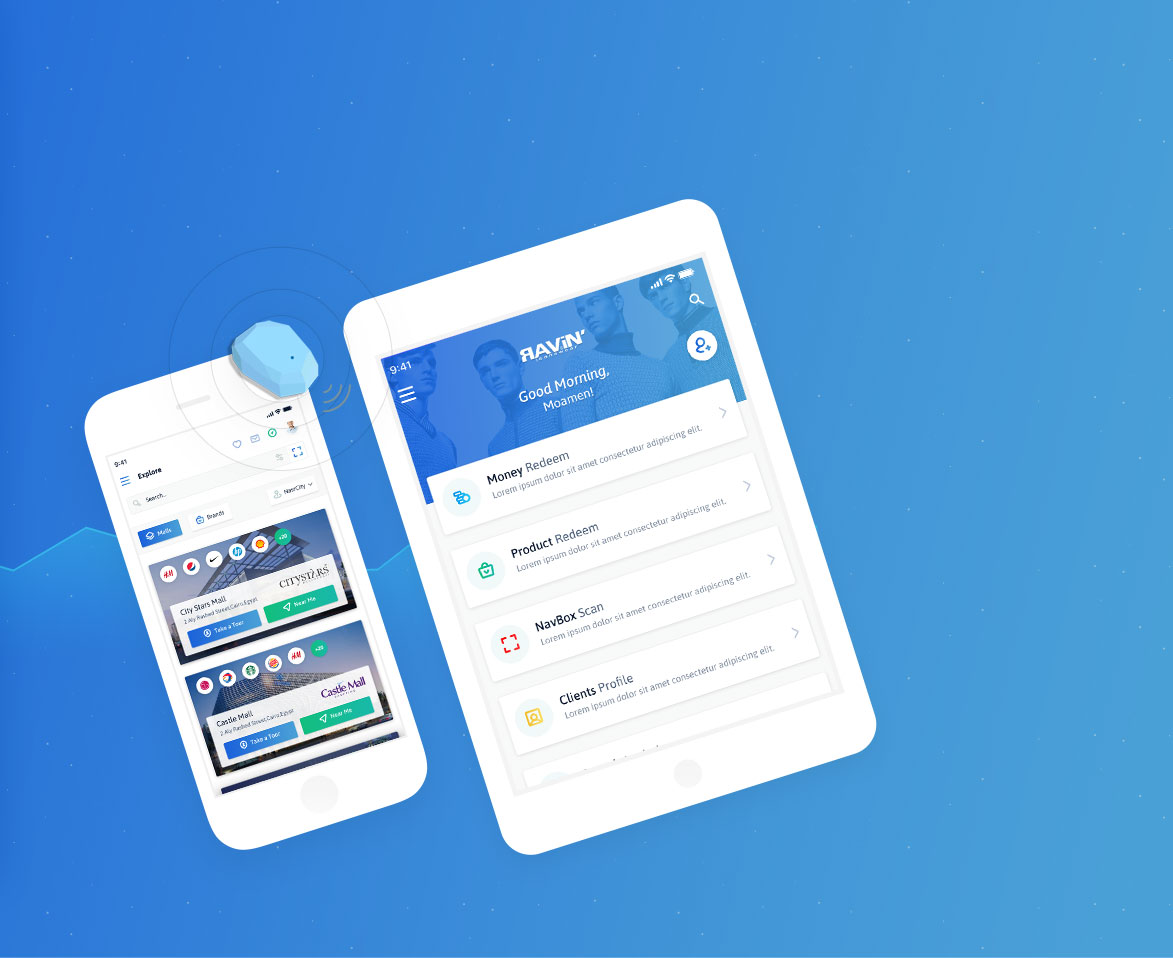 9:41
Explore
Search..
Malls
Brands
NasrCity
H&M
+20
City Stars Mall
CITYSTARS
2 Aly Rashed Street,Cairo,Egypt
Take a Tour
Near Me
H&M
+20
Castle Mall
Castle Mall
2 Aly Rashed Street,Cairo,Egypt
Take a Tour
Near Me
9:41
RAViN'
Good Morning,
Moamen!
Money Redeem
Lorem ipsum dolor sit amet consectetur adipiscing elit.
Product Redeem
Lorem ipsum dolor sit amet consectetur adipiscing elit.
NavBox Scan
Lorem ipsum dolor sit amet consectetur adipiscing elit.
Clients Profile
Lorem ipsum dolor sit amet consectetur adipiscing elit.